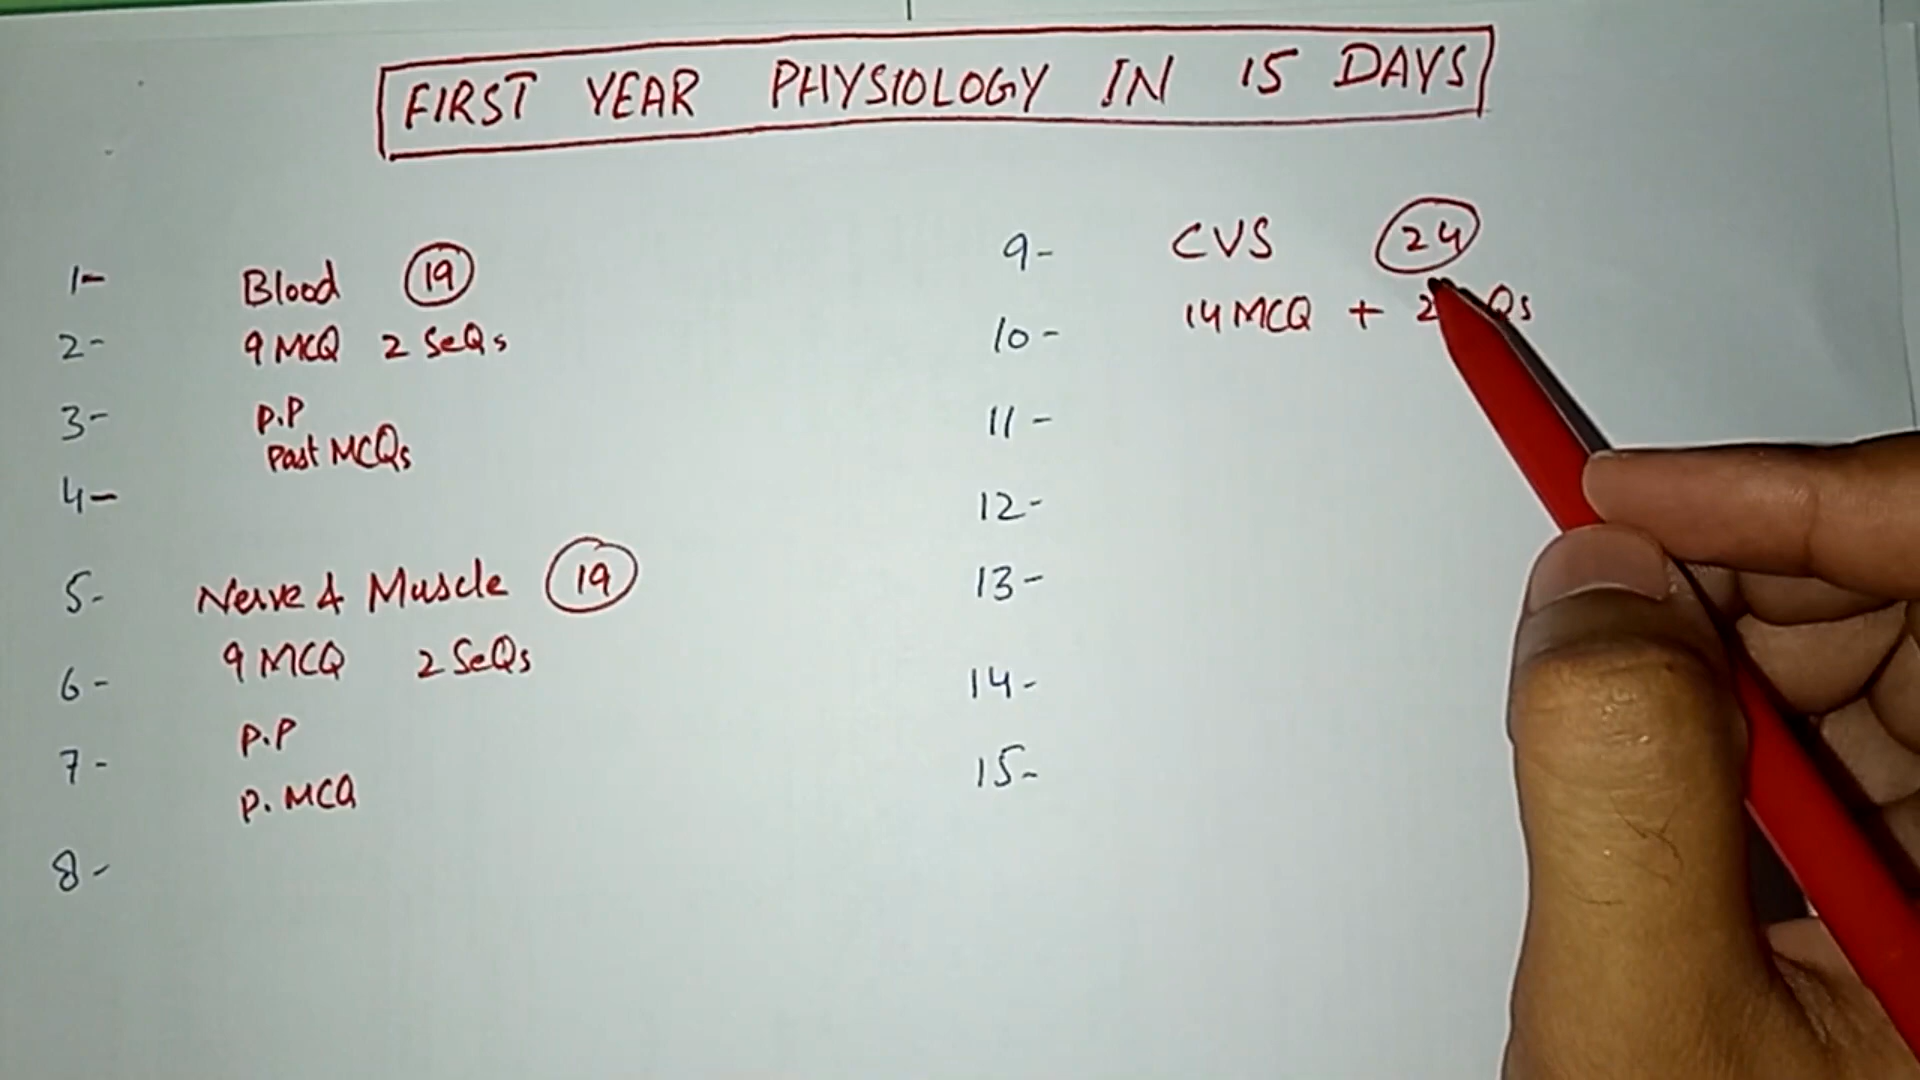 FIRST YEAR PHYSIOLOGY IN 15 DAYS
1- Blood 19
2- 9 MCQ 2 SeQs
3- P.P
Past MCQs
4-
5- Nerve & Muscle 19
9 MCQ 2 SeQs
6-
P.P
7-
P. MCQ
8-
9- CVS 24
10- 14 MCQ + 2
11-
12-
13-
14-
15-